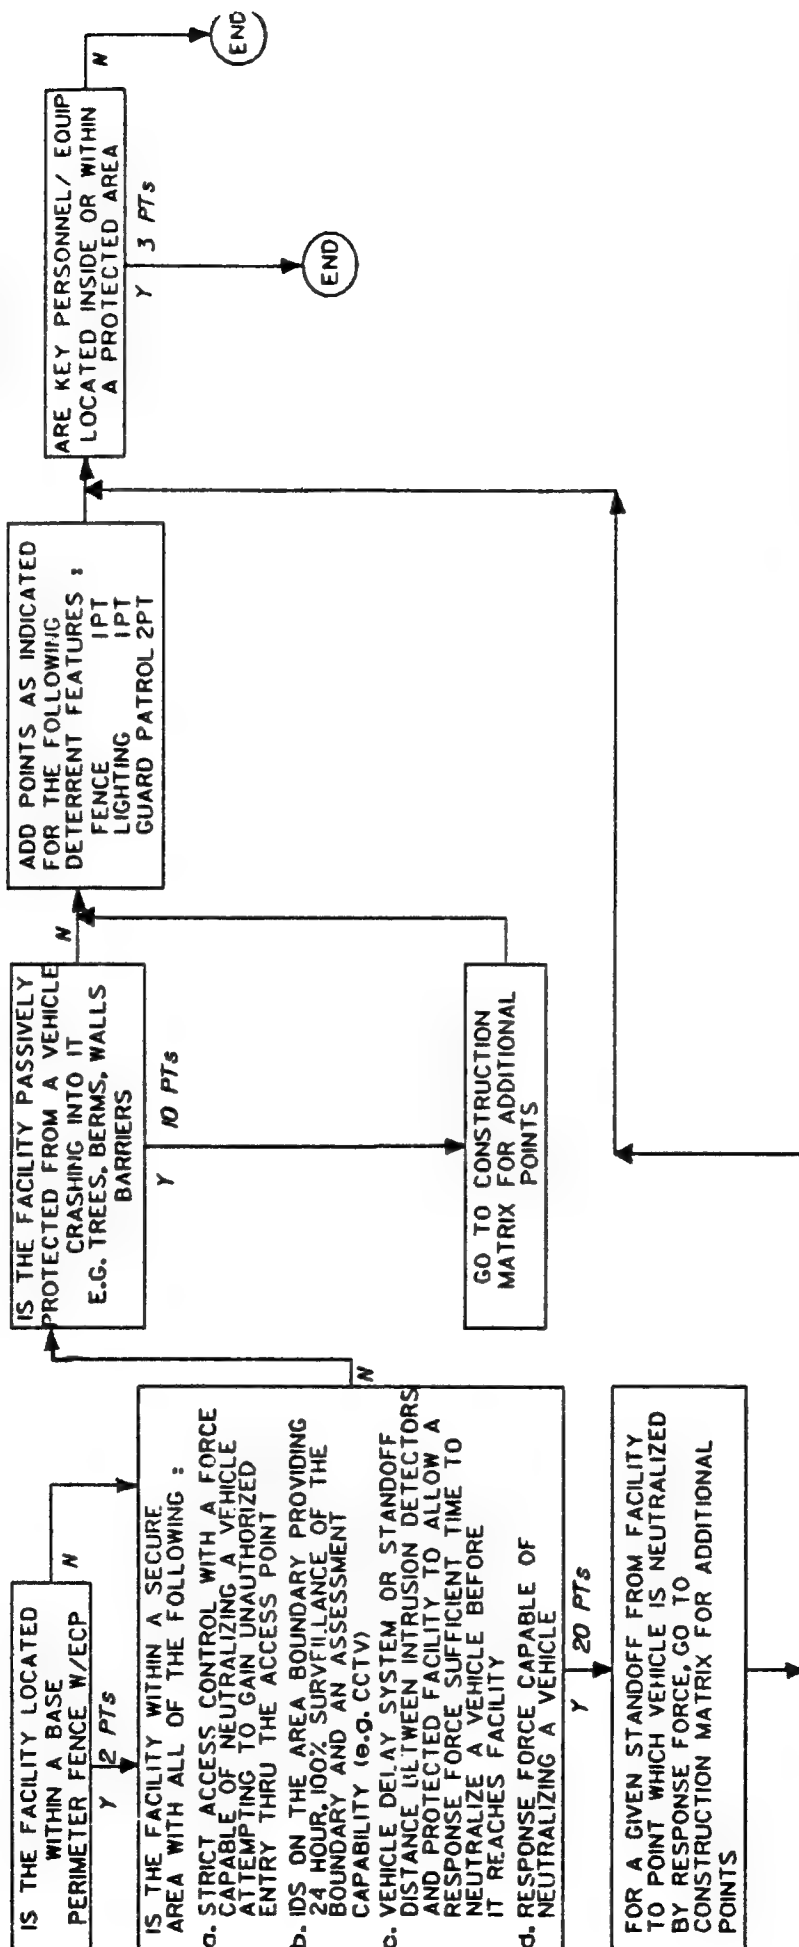 IS THE FACILITY LOCATED
WITHIN A BASE
PERIMETER FENCE W/ECP
N
Y 2 PTs
IS THE FACILITY WITHIN A SECURE
AREA WITH ALL OF THE FOLLOWING :
a. STRICT ACCESS CONTROL WITH A FORCE
CAPABLE OF NEUTRALIZING A VEHICLE
ATTEMPTING TO GAIN UNAUTHORIZED
ENTRY THRU THE ACCESS POINT
b. IDS ON THE AREA BOUNDARY PROVIDING
24 HOUR, 100% SURVEILLANCE OF THE
BOUNDARY AND AN ASSESSMENT
CAPABILITY (e.g. CCTV)
c. VEHICLE DELAY SYSTEM OR STANDOFF
DISTANCE BETWEEN INTRUSION DETECTORS
AND PROTECTED FACILITY TO ALLOW A
RESPONSE FORCE SUFFICIENT TIME TO
NEUTRALIZE A VEHICLE BEFORE
IT REACHES FACILITY
d. RESPONSE FORCE CAPABLE OF
NEUTRALIZING A VEHICLE
N
Y 20 PTs
FOR A GIVEN STANDOFF FROM FACILITY
TO POINT WHICH VEHICLE IS NEUTRALIZED
BY RESPONSE FORCE, GO TO
CONSTRUCTION MATRIX FOR ADDITIONAL
POINTS
IS THE FACILITY PASSIVELY
PROTECTED FROM A VEHICLE
CRASHING INTO IT
E.G. TREES, BERMS, WALLS
BARRIERS
N
Y 10 PTs
GO TO CONSTRUCTION
MATRIX FOR ADDITIONAL
POINTS
ADD POINTS AS INDICATED
FOR THE FOLLOWING
DETERRENT FEATURES :
FENCE 1PT
LIGHTING 1PT
GUARD PATROL 2PT
ARE KEY PERSONNEL/ EQUIP
LOCATED INSIDE OR WITHIN
A PROTECTED AREA
N
END
Y 3 PTs
END